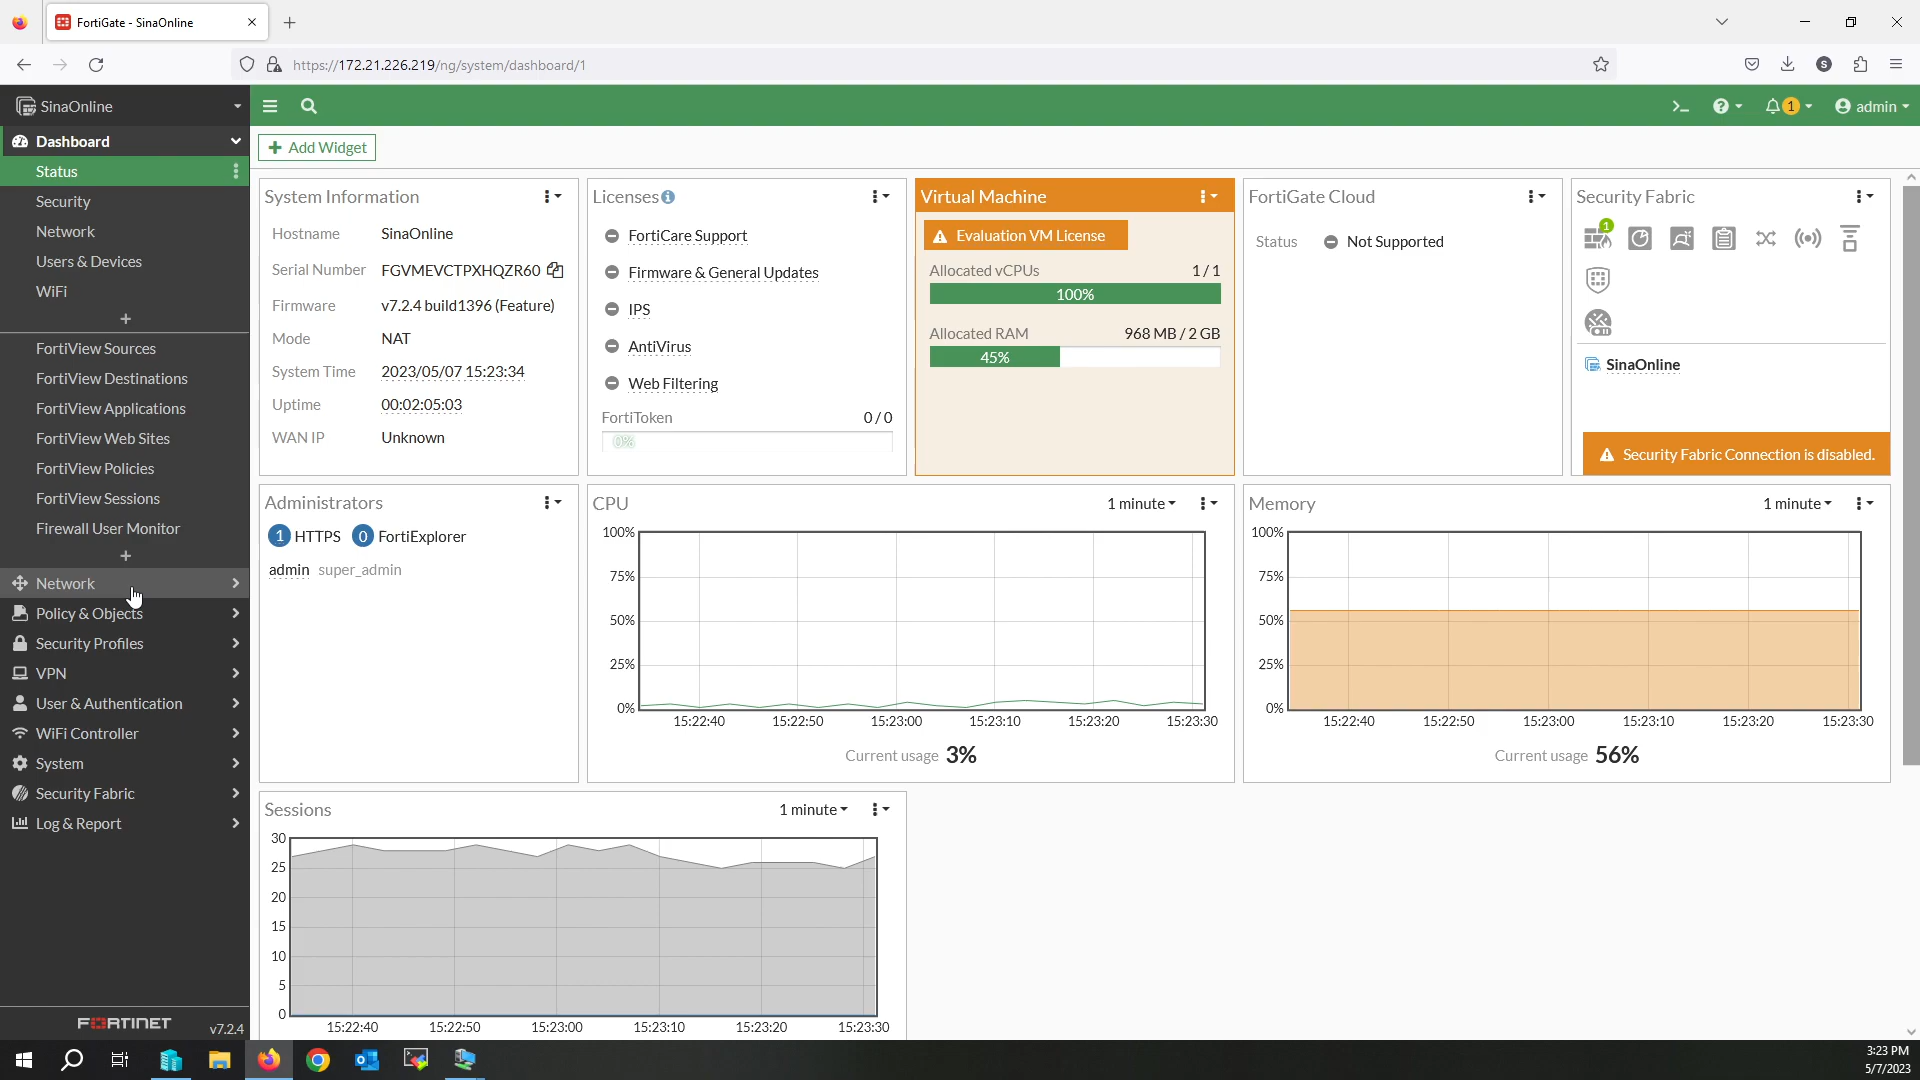 FortiGate - SinaOnline
https://172.21.226.219/ng/system/dashboard/1
SinaOnline
Dashboard
Status
Security
Network
Users & Devices
WiFi
FortiView Sources
FortiView Destinations
FortiView Applications
FortiView Web Sites
FortiView Policies
FortiView Sessions
Firewall User Monitor
Network
Policy & Objects
Security Profiles
VPN
User & Authentication
WiFi Controller
System
Security Fabric
Log & Report
FORTINET
v7.2.4
1
admin
Add Widget
System Information
Hostname SinaOnline
Serial Number FGVMEVCTPXHQZR60
Firmware v7.2.4 build1396 (Feature)
Mode NAT
System Time 2023/05/07 15:23:34
Uptime 00:02:05:03
WAN IP Unknown
Licenses
FortiCare Support
Firmware & General Updates
IPS
AntiVirus
Web Filtering
FortiToken 0 / 0
0%
Virtual Machine
Evaluation VM License
Allocated vCPUs 1 / 1
100%
Allocated RAM 968 MB / 2 GB
45%
FortiGate Cloud
Status Not Supported
Security Fabric
1
SinaOnline
Security Fabric Connection is disabled.
Administrators
1 HTTPS 0 FortiExplorer
admin super_admin
CPU 1 minute
100%
75%
50%
25%
0%
15:22:40 15:22:50 15:23:00 15:23:10 15:23:20 15:23:30
Current usage 3%
Memory 1 minute
100%
75%
50%
25%
0%
15:22:40 15:22:50 15:23:00 15:23:10 15:23:20 15:23:30
Current usage 56%
Sessions 1 minute
30
25
20
15
10
5
0
15:22:40 15:22:50 15:23:00 15:23:10 15:23:20 15:23:30
3:23 PM
5/7/2023